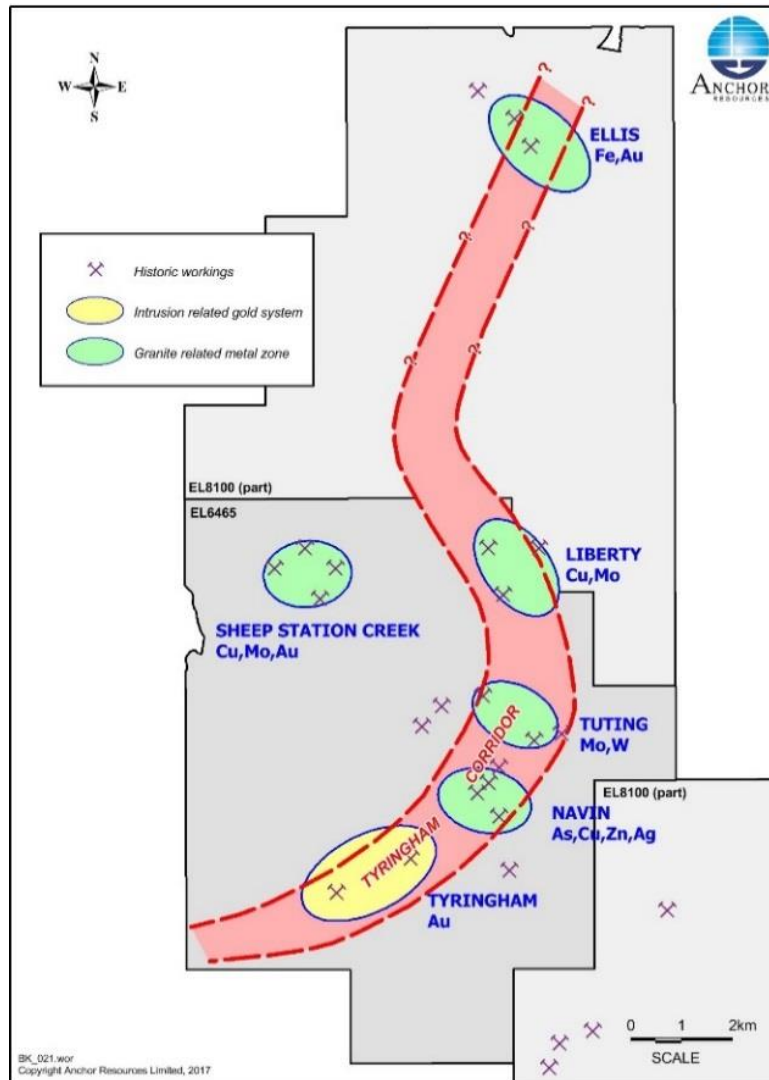 N
W E
S
ANCHOR
RESOURCES
?
?
ELLIS
Fe,Au
?
?
?
?
Historic workings
Intrusion related gold system
Granite related metal zone
EL8100 (part)
EL6465
LIBERTY
Cu,Mo
SHEEP STATION CREEK
Cu,Mo,Au
TUTING
Mo,W
CORRIDOR
EL8100 (part)
NAVIN
As,Cu,Zn,Ag
TYRINGHAM
TYRINGHAM
Au
0 1 2km
SCALE
BK_021.wor
Copyright Anchor Resources Limited, 2017